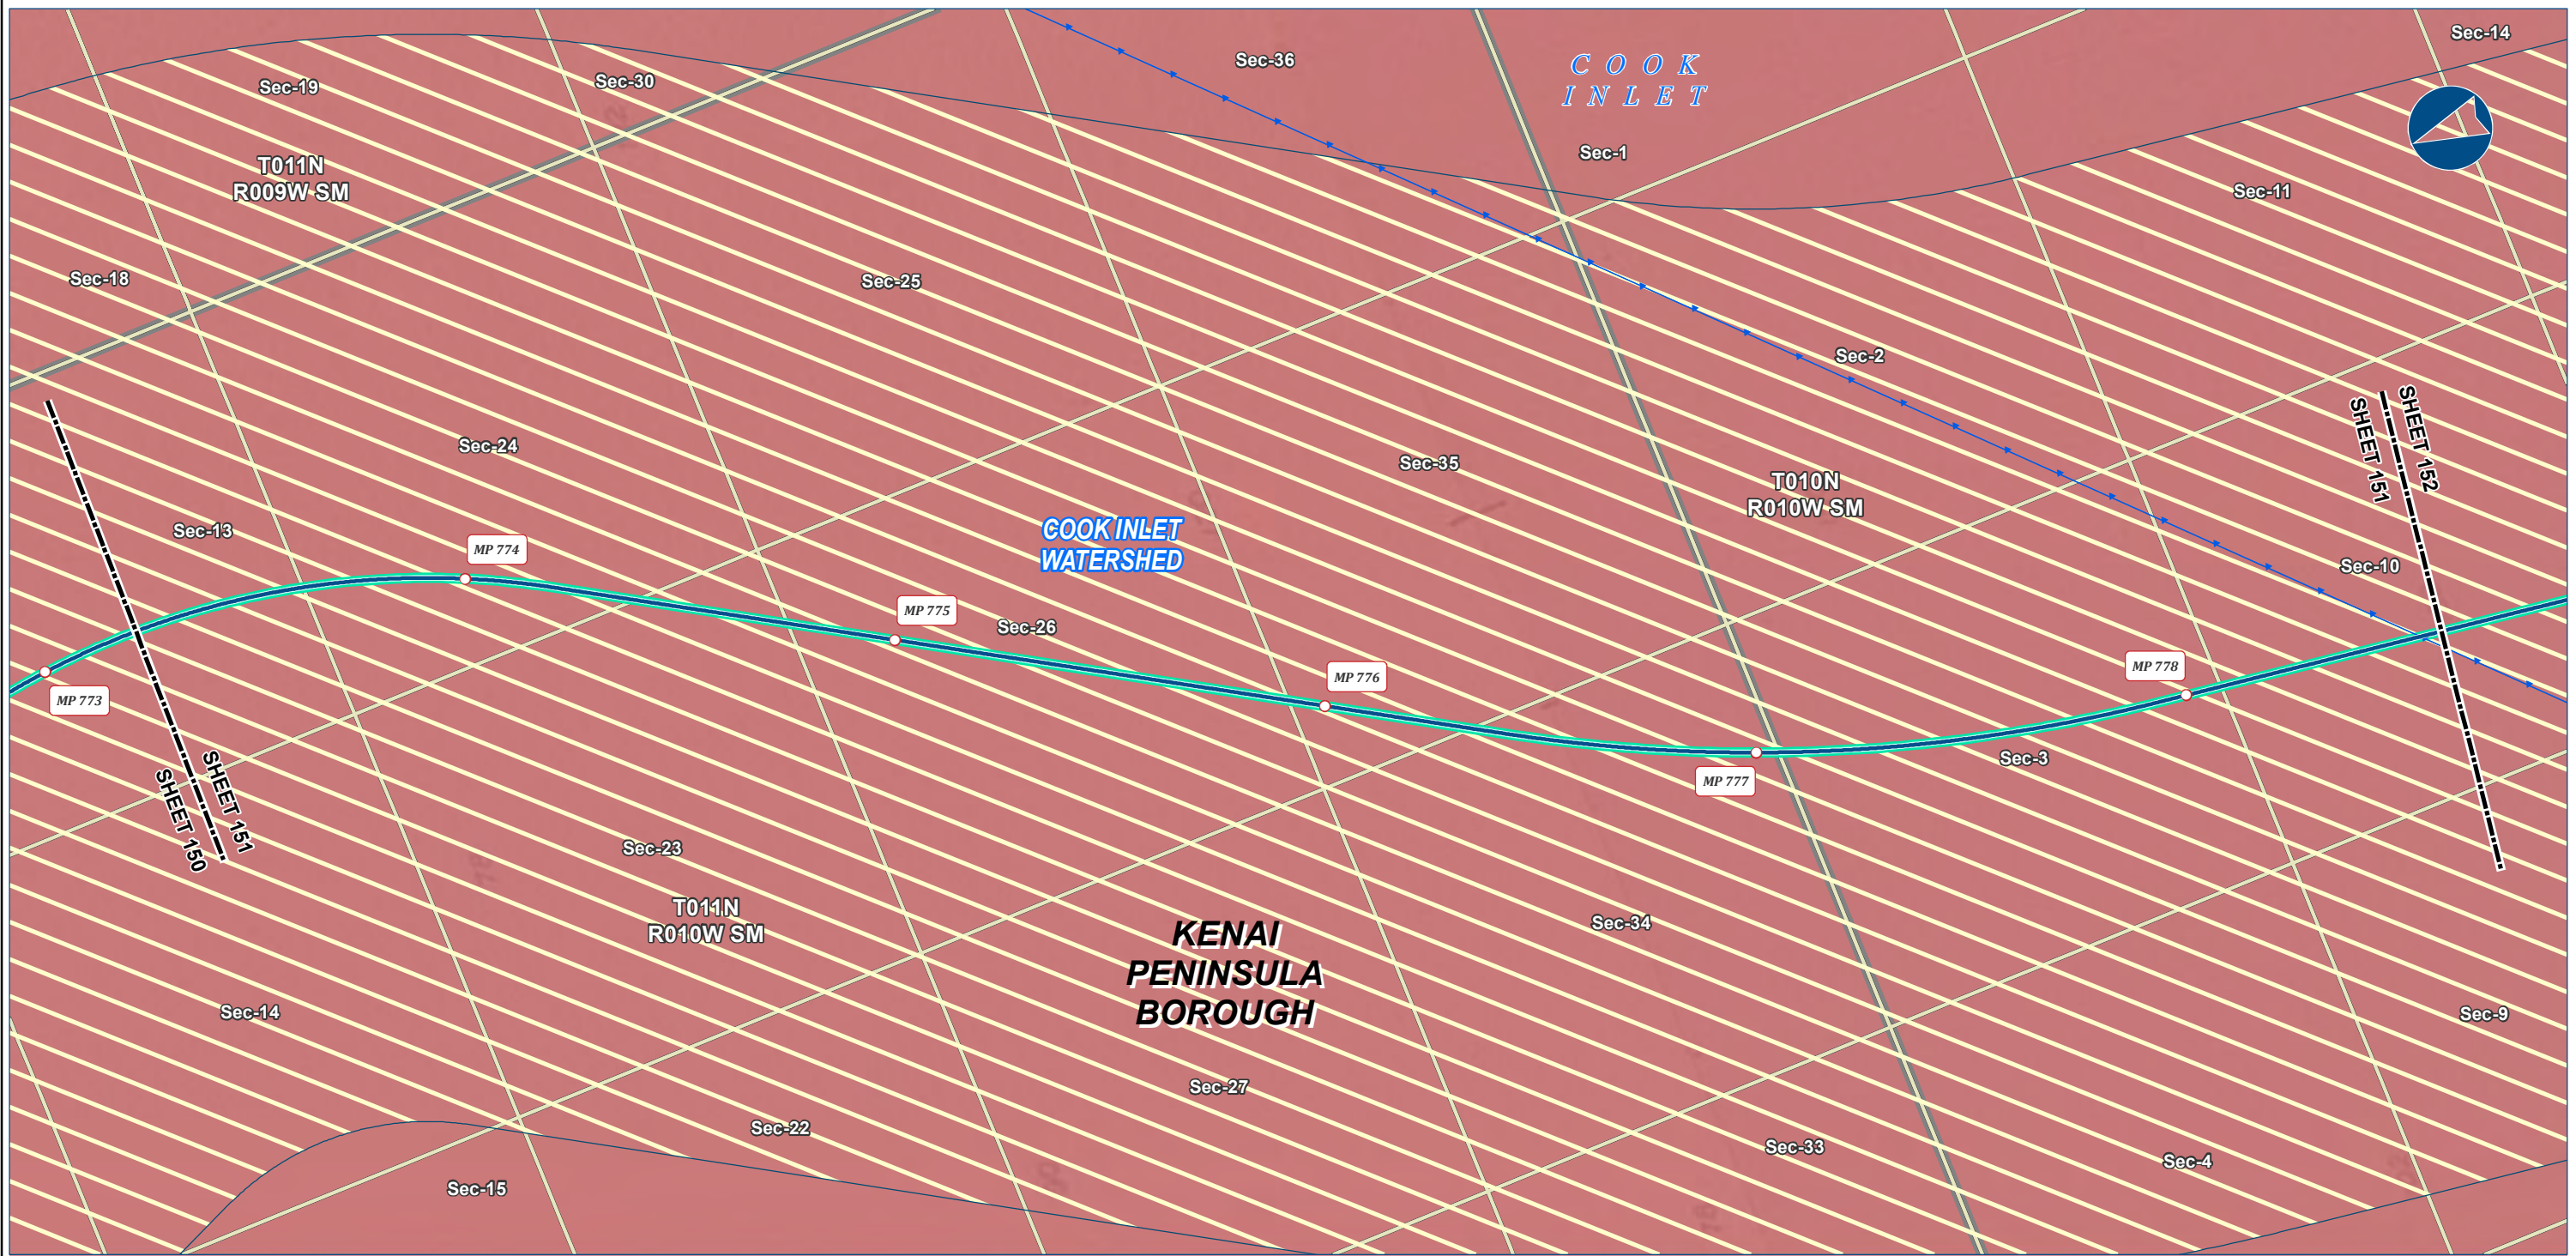 Sec-14
Sec-36
COOK
INLET
Sec-19
Sec-30
Sec-1
T011N
R009W SM
Sec-11
Sec-18
Sec-25
Sec-2
SHEET 151
SHEET 152
Sec-24
Sec-35
T010N
R010W SM
Sec-13
COOK INLET
WATERSHED
MP 774
Sec-10
MP 775
Sec-26
MP 773
MP 776
MP 778
MP 777
Sec-3
SHEET 150
SHEET 151
Sec-23
T011N
R010W SM
KENAI
PENINSULA
BOROUGH
Sec-34
Sec-14
Sec-9
Sec-27
Sec-22
Sec-33
Sec-4
Sec-15